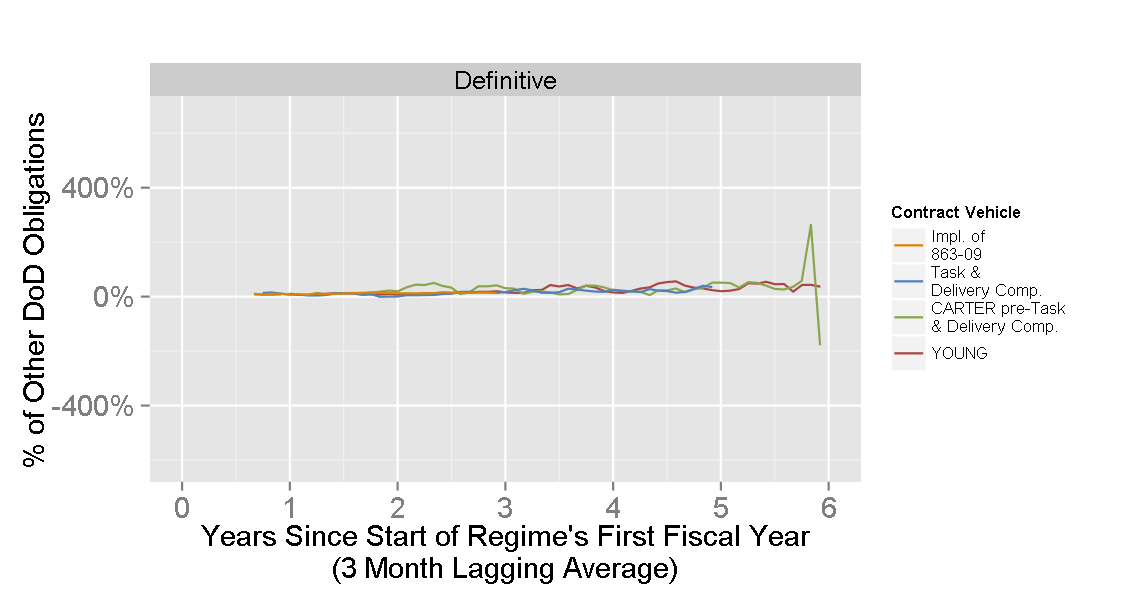 Definitive
% of Other DoD Obligations
400%
0%
-400%
0 1 2 3 4 5 6
Years Since Start of Regime's First Fiscal Year
(3 Month Lagging Average)
Contract Vehicle
Impl. of
863-09
Task &
Delivery Comp.
CARTER pre-Task
& Delivery Comp.
YOUNG